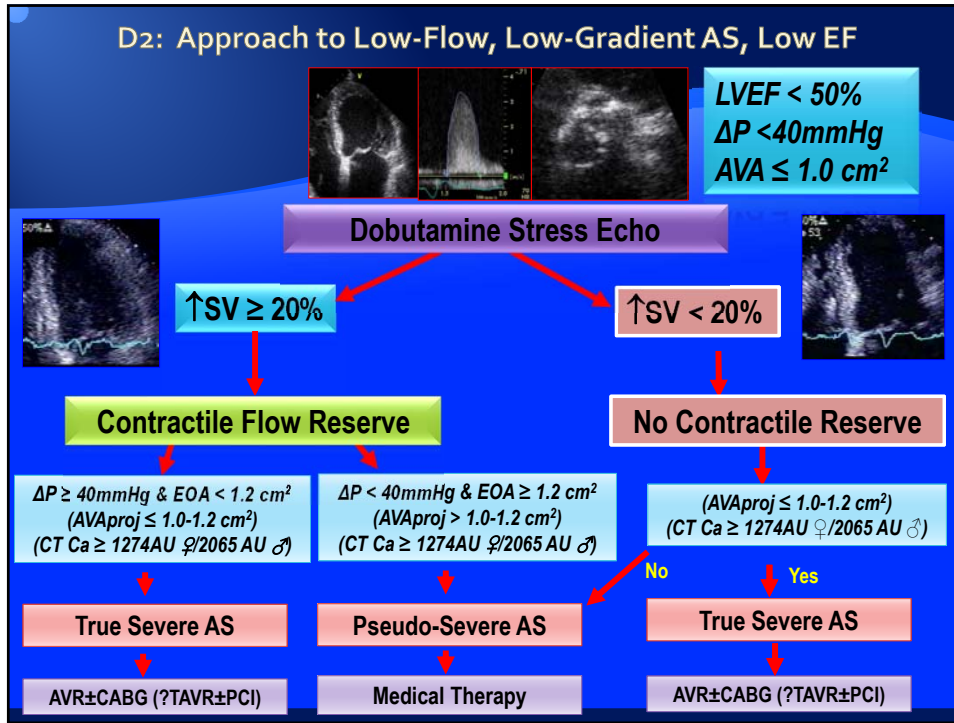 D2: Approach to Low-Flow, Low-Gradient AS, Low EF
LVEF < 50%
ΔP <40mmHg
AVA ≤ 1.0 cm²
Dobutamine Stress Echo
50%
53
↑SV ≥ 20%
↑SV < 20%
Contractile Flow Reserve
No Contractile Reserve
ΔP ≥ 40mmHg & EOA < 1.2 cm²
(AVAproj ≤ 1.0-1.2 cm²)
(CT Ca ≥ 1274AU ♀/2065 AU ♂)
ΔP < 40mmHg & EOA ≥ 1.2 cm²
(AVAproj > 1.0-1.2 cm²)
(CT Ca ≥ 1274AU ♀/2065 AU ♂)
(AVAproj ≤ 1.0-1.2 cm²)
(CT Ca ≥ 1274AU ♀/2065 AU ♂)
No
Yes
True Severe AS
Pseudo-Severe AS
True Severe AS
AVR±CABG (?TAVR±PCI)
Medical Therapy
AVR±CABG (?TAVR±PCI)